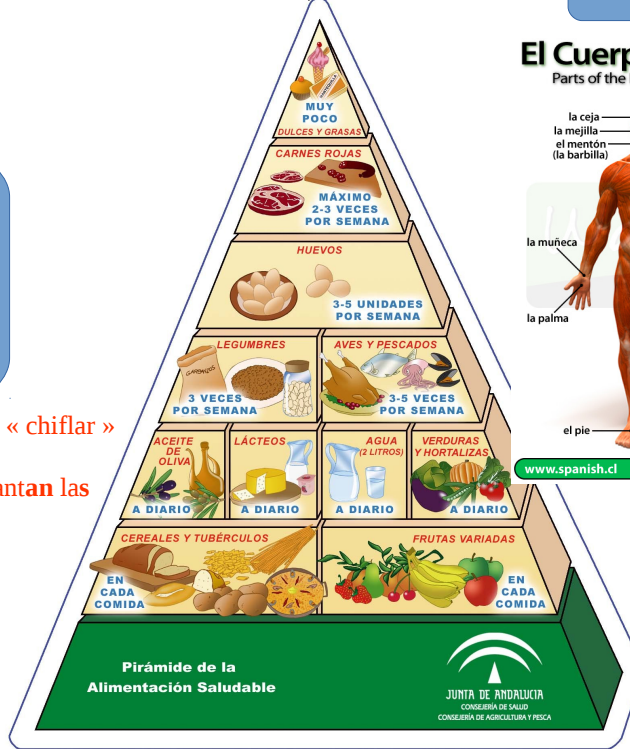 MUY
POCO
DULCES Y GRASAS
CARNES ROJAS
MÁXIMO
2-3 VECES
POR SEMANA
HUEVOS
3-5 UNIDADES
POR SEMANA
LEGUMBRES
GARBANZOS
3 VECES
POR SEMANA
AVES Y PESCADOS
3-5 VECES
POR SEMANA
ACEITE
DE
OLIVA
A DIARIO
LÁCTEOS
A DIARIO
AGUA
(2 LITROS)
A DIARIO
VERDURAS
Y HORTALIZAS
A DIARIO
CEREALES Y TUBÉRCULOS
EN
CADA
COMIDA
FRUTAS VARIADAS
EN
CADA
COMIDA
Pirámide de la
Alimentación Saludable
JUNTA DE ANDALUCIA
CONSEJERÍA DE SALUD
CONSEJERÍA DE AGRICULTURA Y PESCA
« chiflar »
antan las
El Cuerp
Parts of the
la ceja
la mejilla
el mentón
(la barbilla)
la muñeca
la palma
el pie
www.spanish.cl